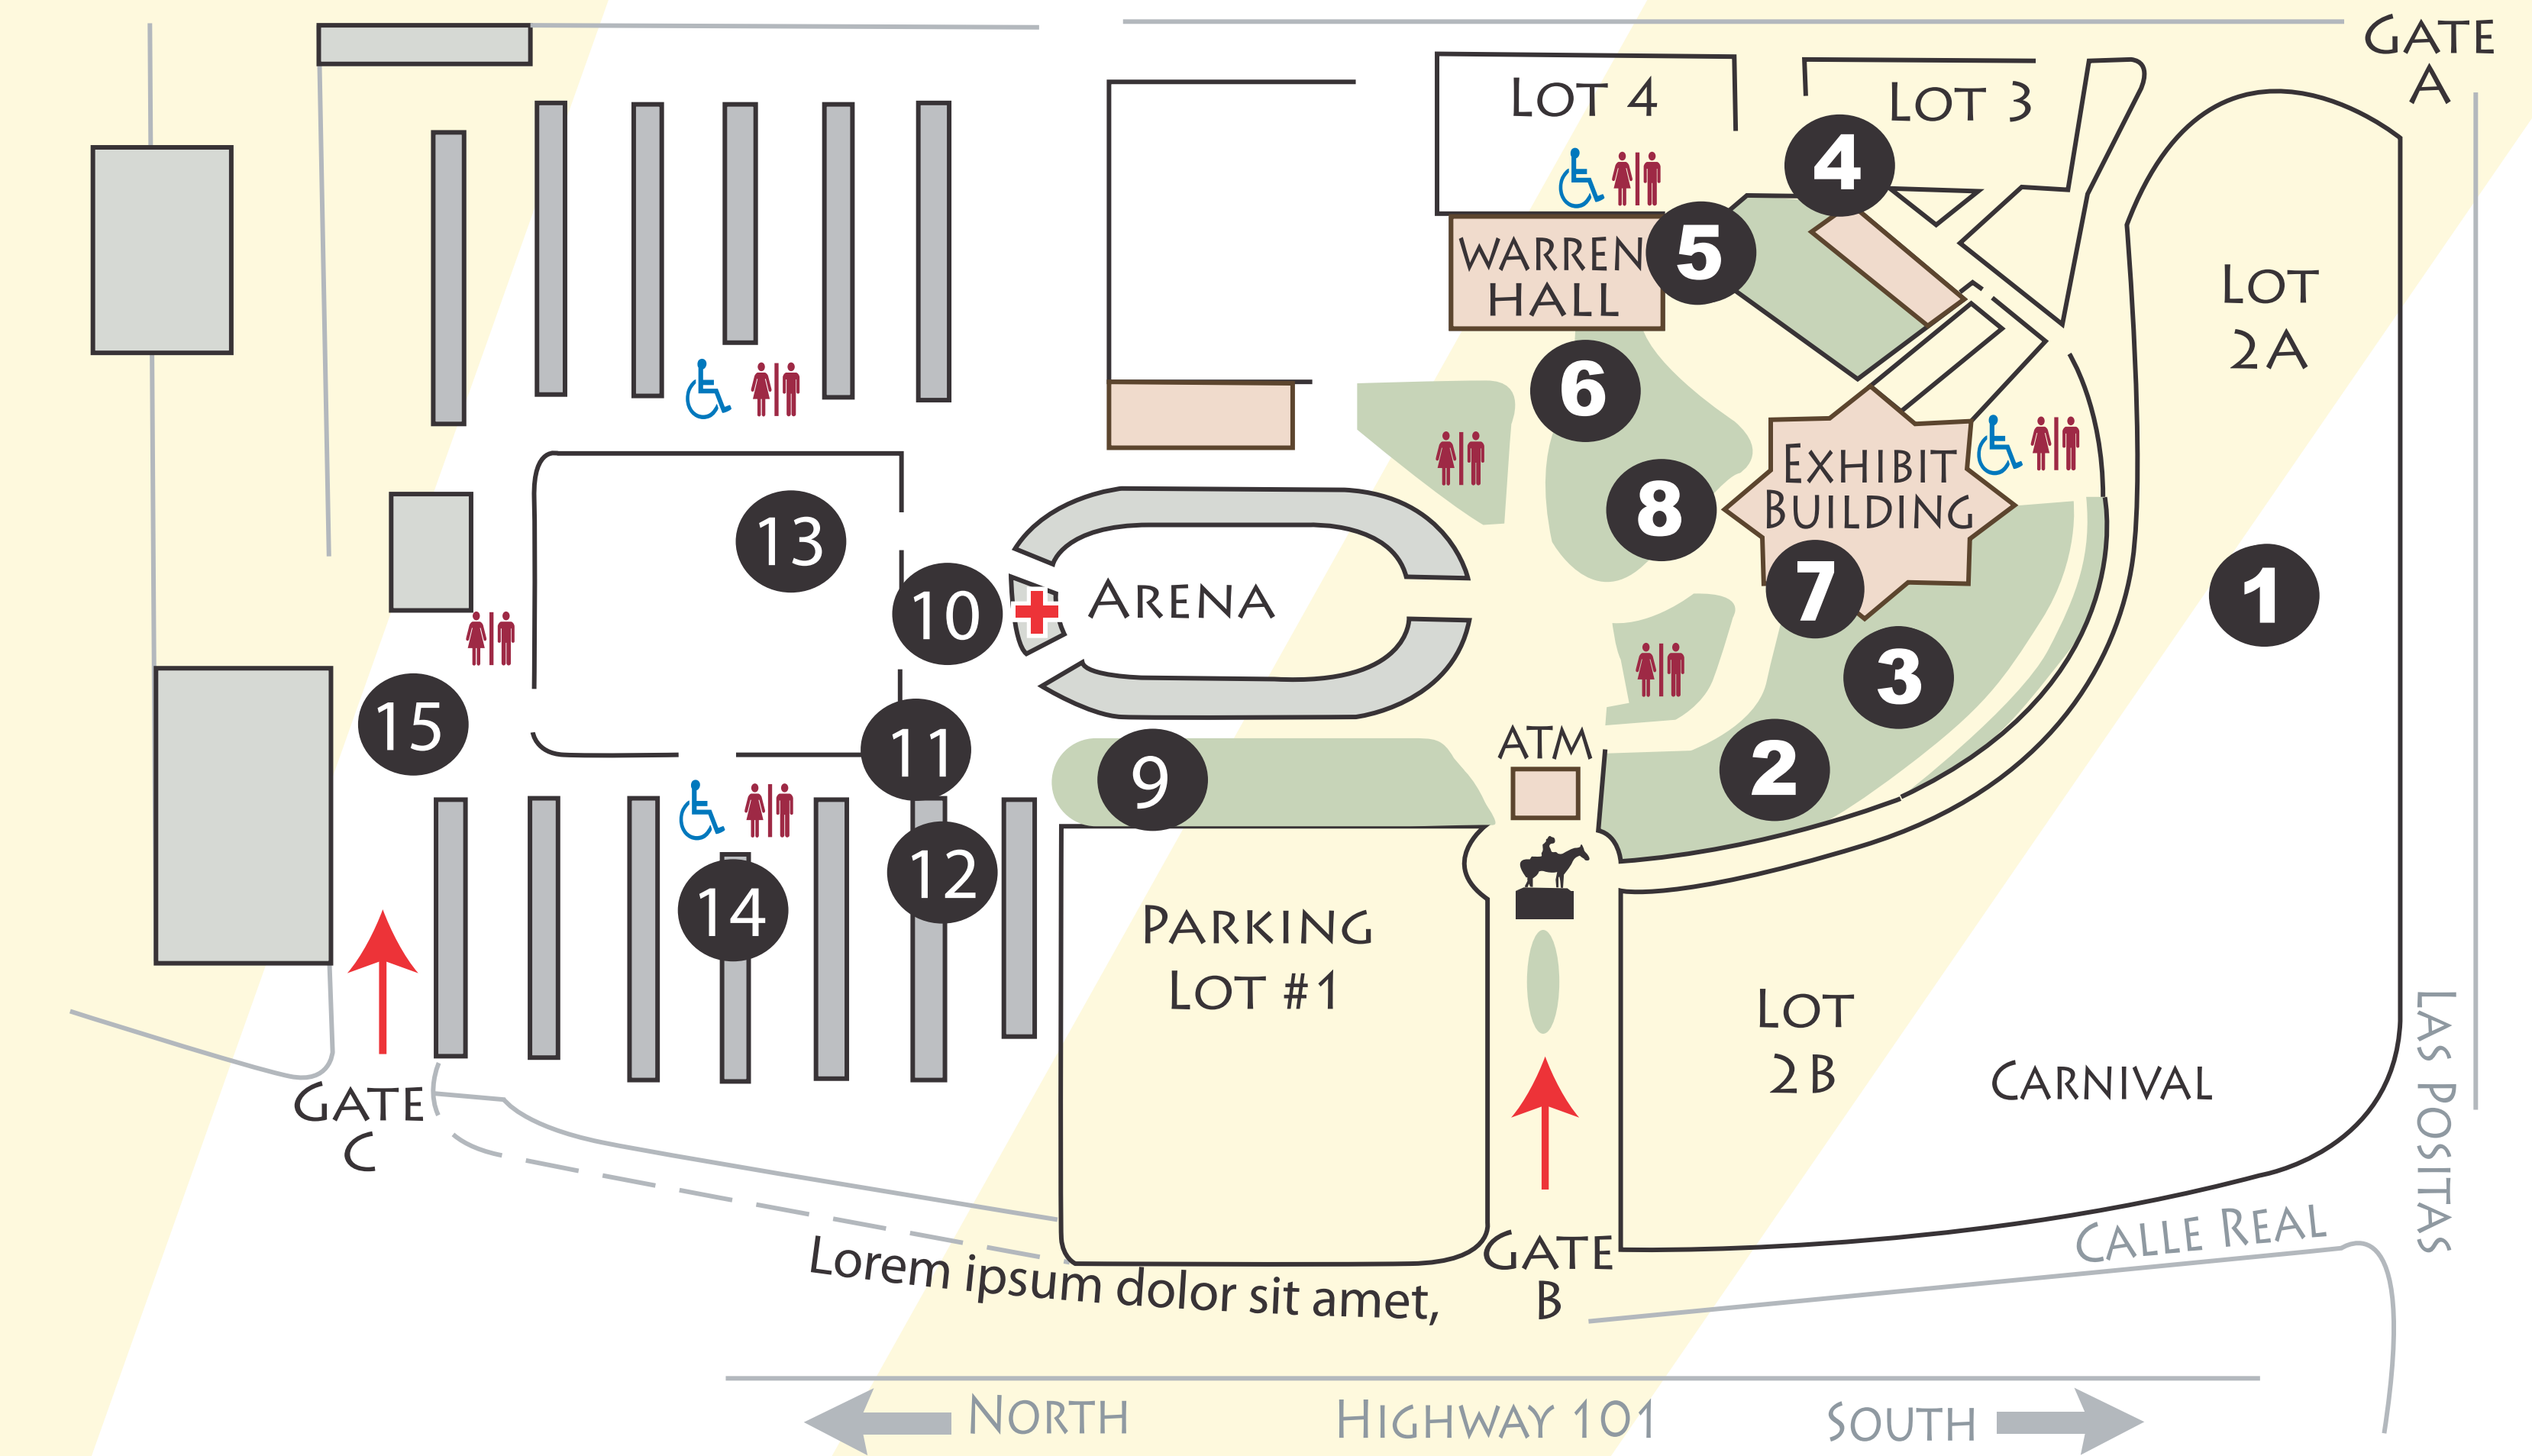 GATE
A
LOT 4
LOT 3
4
WARREN
HALL
5
LOT
2A
6
EXHIBIT
BUILDING
8
7
1
13
10
ARENA
3
15
11
9
ATM
2
12
14
PARKING
LOT #1
LOT
2B
CARNIVAL
GATE
C
LAS POSITAS
CALLE REAL
GATE
B
Lorem ipsum dolor sit amet,
NORTH
HIGHWAY 101
SOUTH